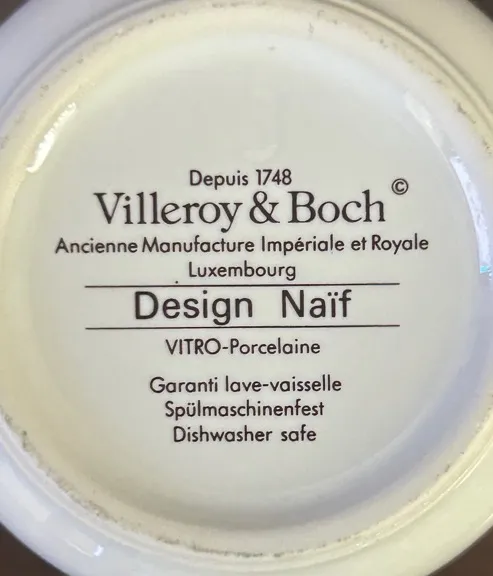 Depuis 1748
Villeroy & Boch ©
Ancienne Manufacture Impériale et Royale
Luxembourg
Design Naïf
VITRO-Porcelaine
Garanti lave-vaisselle
Spülmaschinenfest
Dishwasher safe